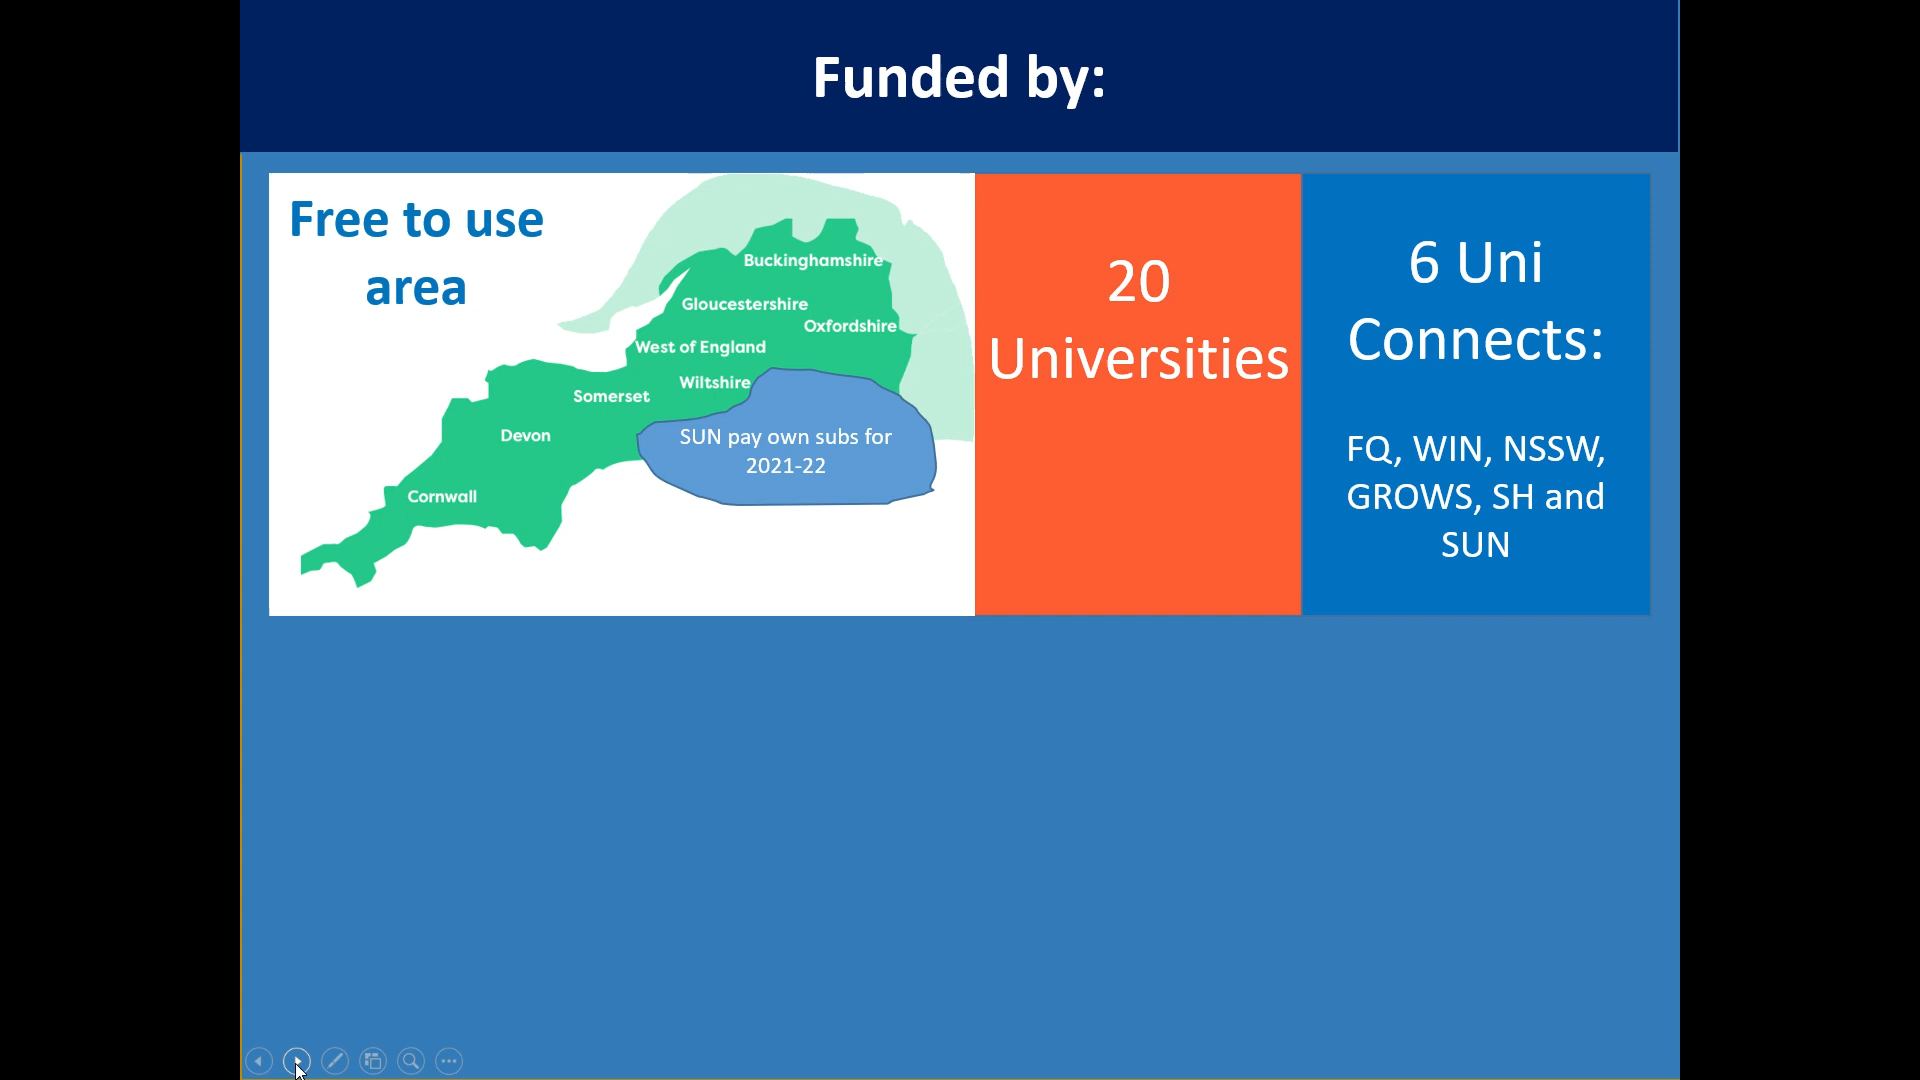 Funded by:
Free to use
area
Buckinghamshire
Gloucestershire
Oxfordshire
West of England
Wiltshire
Somerset
Devon
Cornwall
SUN pay own subs for
2021-22
20
Universities
6 Uni
Connects:
FQ, WIN, NSSW,
GROWS, SH and
SUN